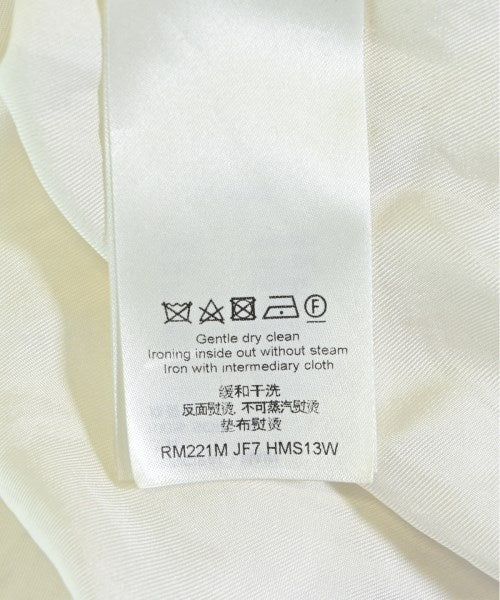 F
Gentle dry clean
Ironing inside out without steam
Iron with intermediary cloth
缓和干洗
反面熨烫,不可蒸汽熨烫
垫布熨烫
RM221M JF7 HMS13W